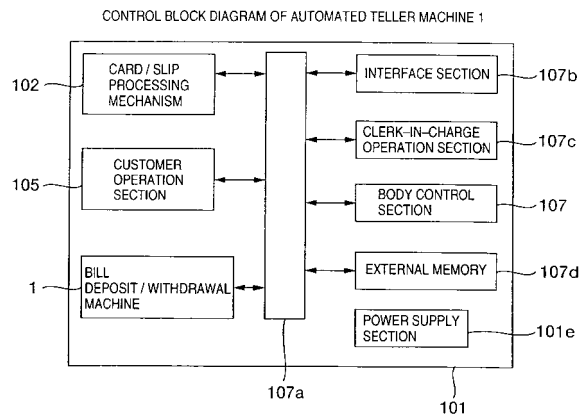 CONTROL BLOCK DIAGRAM OF AUTOMATED TELLER MACHINE 1
102
CARD / SLIP
PROCESSING
MECHANISM
INTERFACE SECTION
107b
CLERK-IN-CHARGE
OPERATION SECTION
107c
105
CUSTOMER
OPERATION
SECTION
BODY CONTROL
SECTION
107
1
BILL
DEPOSIT / WITHDRAWAL
MACHINE
EXTERNAL MEMORY
107d
POWER SUPPLY
SECTION
101e
107a
101